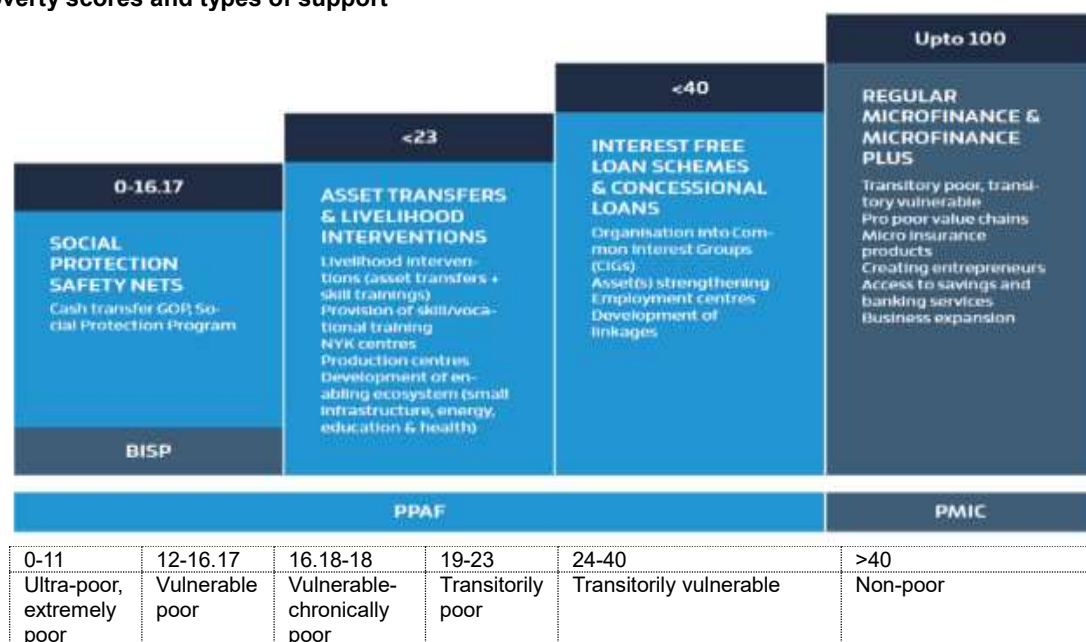 verty scores and types of support
0-16.17
SOCIAL
PROTECTION
SAFETY NETS
Cash transfer GOP, So-
cial Protection Program
BISP
<23
ASSET TRANSFERS
& LIVELIHOOD
INTERVENTIONS
Livelihood Interven-
tions (asset transfers +
skill trainings)
Provision of skill/voca-
tional training
NYK centres
Production centres
Development of en-
abling ecosystem (small
infrastructure, energy,
education & health)
<40
INTEREST FREE
LOAN SCHEMES
& CONCESSIONAL
LOANS
Organisation into Com-
mon Interest Groups
(CIGs)
Asset(s) strengthening
Employment centres
Development of
linkages
Upto 100
REGULAR
MICROFINANCE &
MICROFINANCE
PLUS
Transitory poor, transi-
tory vulnerable
Pro poor value chains
Micro insurance
products
Creating entrepreneurs
Access to savings and
banking services
Business expansion
PPAF
PMIC
0-11
12-16.17
16.18-18
19-23
24-40
>40
Ultra-poor,
extremely
poor
Vulnerable
poor
Vulnerable-
chronically
poor
Transitorily
poor
Transitorily vulnerable
Non-poor